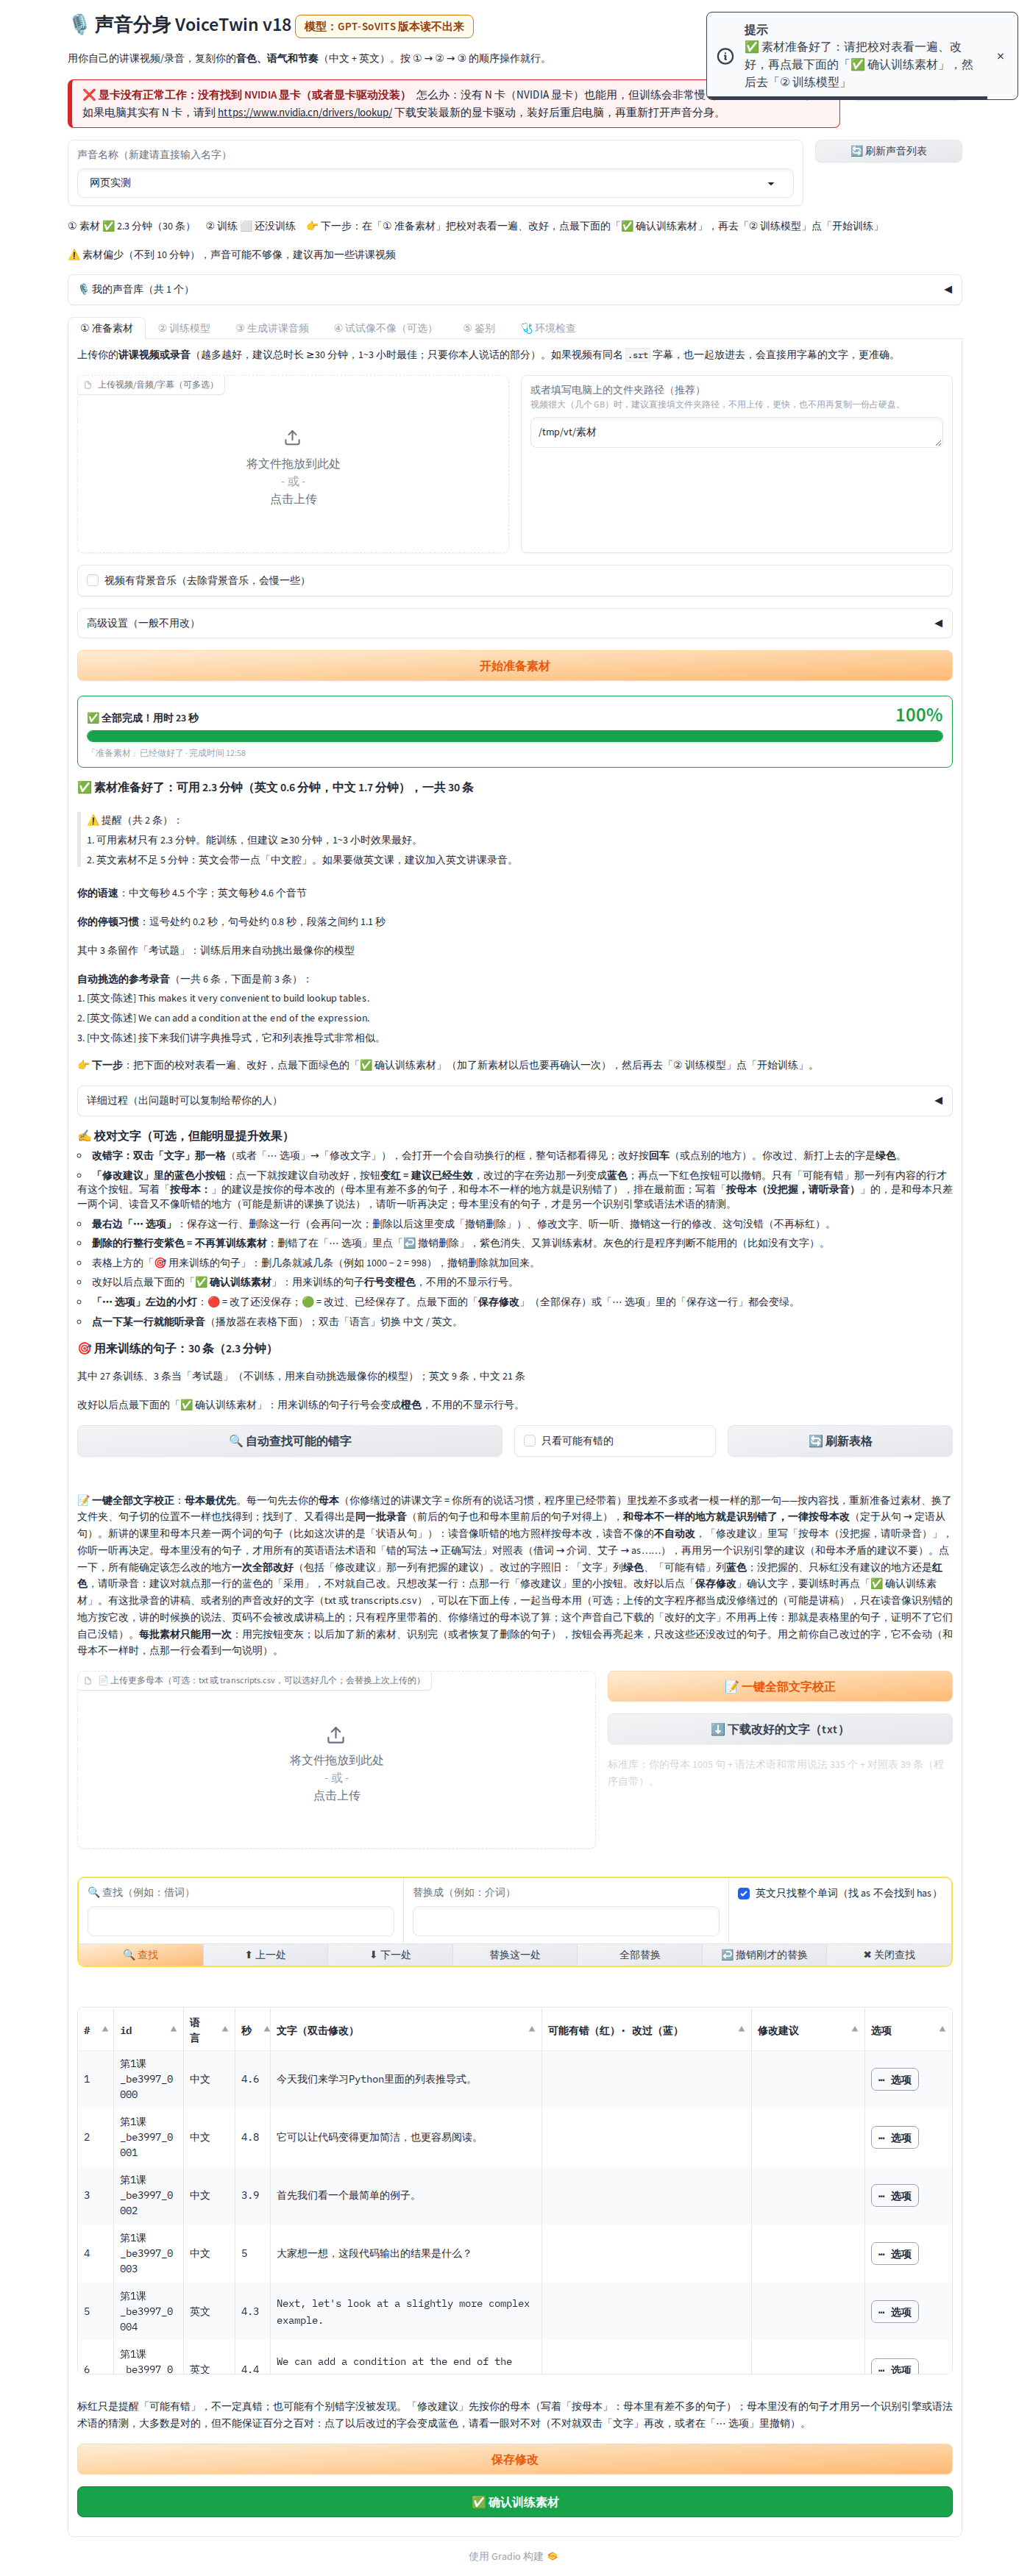 🎙️ 声音分身 VoiceTwin v18 模型：GPT-SoVITS 版本读不出来
用你自己的讲课视频/录音，复刻你的音色、语气和节奏（中文 + 英文）。按 ① → ② → ③ 的顺序操作就行。
提示
✅ 素材准备好了：请把校对表看一遍、改
好，再点最下面的「✅ 确认训练素材」，然
后去「② 训练模型」
❌ 显卡没有正常工作：没有找到 NVIDIA 显卡（或者显卡驱动没装） 怎么办：没有 N 卡（NVIDIA 显卡）也能用，但训练会非常慢
如果电脑其实有 N 卡，请到 https://www.nvidia.cn/drivers/lookup/ 下载安装最新的显卡驱动，装好后重启电脑，再重新打开声音分身。
声音名称（新建请直接输入名字）
网页实测
🔄 刷新声音列表
① 素材 ✅ 2.3 分钟（30 条） ② 训练 ⬜ 还没训练 👉 下一步：在「① 准备素材」把校对表看一遍、改好，点最下面的「✅ 确认训练素材」，再去「② 训练模型」点「开始训练」
⚠️ 素材偏少（不到 10 分钟），声音可能不够像，建议再加一些讲课视频
🎙️ 我的声音库（共 1 个）
① 准备素材 ② 训练模型 ③ 生成讲课音频 ④ 试试像不像（可选） ⑤ 鉴别 🩺 环境检查
上传你的讲课视频或录音（越多越好，建议总时长 ≥30 分钟，1~3 小时最佳；只要你本人说话的部分）。如果视频有同名 .srt 字幕，也一起放进去，会直接用字幕的文字，更准确。
上传视频/音频/字幕（可多选）
将文件拖放到此处
- 或 -
点击上传
或者填写电脑上的文件夹路径（推荐）
视频很大（几个 GB）时，建议直接填文件夹路径，不用上传，更快，也不用再复制一份占硬盘。
/tmp/vt/素材
视频有背景音乐（去除背景音乐，会慢一些）
高级设置（一般不用改）
开始准备素材
✅ 全部完成！用时 23 秒 100%
「准备素材」已经做好了 · 完成时间 12:58
✅ 素材准备好了：可用 2.3 分钟（英文 0.6 分钟，中文 1.7 分钟），一共 30 条
⚠️ 提醒（共 2 条）：
1. 可用素材只有 2.3 分钟。能训练，但建议 ≥30 分钟，1~3 小时效果最好。
2. 英文素材不足 5 分钟：英文会带一点「中文腔」。如果要做英文课，建议加入英文讲课录音。
你的语速：中文每秒 4.5 个字；英文每秒 4.6 个音节
你的停顿习惯：逗号处约 0.2 秒，句号处约 0.8 秒，段落之间约 1.1 秒
其中 3 条留作「考试题」：训练后用来自动挑出最像你的模型
自动挑选的参考录音（一共 6 条，下面是前 3 条）：
1. [英文·陈述] This makes it very convenient to build lookup tables.
2. [英文·陈述] We can add a condition at the end of the expression.
3. [中文·陈述] 接下来我们讲字典推导式，它和列表推导式非常相似。
👉 下一步：把下面的校对表看一遍、改好，点最下面绿色的「✅ 确认训练素材」（加了新素材以后也要再确认一次），然后再去「② 训练模型」点「开始训练」。
详细过程（出问题时可以复制给帮你的人）
✍️ 校对文字（可选，但能明显提升效果）
改错字：双击「文字」那一格（或者「⋯ 选项」→「修改文字」），会打开一个会自动换行的框，整句话都看得见；改好按回车（或点别的地方）。你改过、新打上去的字是绿色。
「修改建议」里的蓝色小按钮：点一下就按建议自动改好，按钮变红 = 建议已经生效，改过的字在旁边那一列变成蓝色；再点一下红色按钮可以撤销。只有「可能有错」那一列有内容的行才
有这个按钮。写着「按母本：」的建议是按你的母本改的（母本里有差不多的句子，和母本不一样的地方就是识别错了），排在最前面；写着「按母本（没把握，请听录音）」的，是和母本只差
一两个词、读音又不像听错的地方（可能是新讲的课换了说法），请听一听再决定；母本里没有的句子，才是另一个识别引擎或语法术语的猜测。
最右边「⋯ 选项」：保存这一行、删除这一行（会再问一次；删除以后这里变成「撤销删除」）、修改文字、听一听、撤销这一行的修改、这句没错（不再标红）。
删除的行整行变紫色 = 不再算训练素材；删错了在「⋯ 选项」里点「↩️ 撤销删除」，紫色消失、又算训练素材。灰色的行是程序判断不能用的（比如没有文字）。
表格上方的「🎯 用来训练的句子」：删几条就减几条（例如 1000 − 2 = 998），撤销删除就加回来。
改好以后点最下面的「✅ 确认训练素材」：用来训练的句子行号变橙色，不用的不显示行号。
「⋯ 选项」左边的小灯：🔴 = 改了还没保存；🟢 = 改过、已经保存了。点最下面的「保存修改」（全部保存）或「⋯ 选项」里的「保存这一行」都会变绿。
点一下某一行就能听录音（播放器在表格下面）；双击「语言」切换 中文 / 英文。
🎯 用来训练的句子：30 条（2.3 分钟）
其中 27 条训练、3 条当「考试题」（不训练，用来自动挑选最像你的模型）；英文 9 条，中文 21 条
改好以后点最下面的「✅ 确认训练素材」：用来训练的句子行号会变成橙色，不用的不显示行号。
🔍 自动查找可能的错字
只看可能有错的
🔄 刷新表格
📝 一键全部文字校正：母本最优先。每一句先去你的母本（你修缮过的讲课文字 = 你所有的说话习惯，程序里已经带着）里找差不多或者一模一样的那一句——按内容找，重新准备过素材、换了
文件夹、句子切的位置不一样也找得到；找到了、又看得出是同一批录音（前后的句子也和母本里前后的句子对得上），和母本不一样的地方就是识别错了，一律按母本改（定于从句 → 定语从
句）。新讲的课里和母本只差一两个词的句子（比如这次讲的是「状语从句」）：读音像听错的地方照样按母本改，读音不像的不自动改，「修改建议」里写「按母本（没把握，请听录音）」，
你听一听再决定。母本里没有的句子，才用所有的英语语法术语和「错的写法 → 正确写法」对照表（借词 → 介词、艾子 → as……），再用另一个识别引擎的建议（和母本矛盾的建议不要）。点
一下，所有能确定该怎么改的地方一次全部改好（包括「修改建议」那一列有把握的建议）。改过的字照旧：「文字」列绿色、「可能有错」列蓝色；没把握的、只标红没有建议的地方还是红
色，请听录音：建议对就点那一行的蓝色的「采用」，不对就自己改。只想改某一行：点那一行「修改建议」里的小按钮。改好以后点「保存修改」确认文字，要训练时再点「✅ 确认训练素
材」。有这批录音的讲稿、或者别的声音改好的文字（txt 或 transcripts.csv），可以在下面上传，一起当母本用（可选；上传的文字程序都当成没修缮过的（可能是讲稿），只在读音像识别错的
地方按它改，讲的时候换的说法、页码不会被改成讲稿上的；只有程序里带着的、你修缮过的母本说了算；这个声音自己下载的「改好的文字」不用再上传：那就是表格里的句子，证明不了它们
自己没错）。每批素材只能用一次：用完按钮变灰；以后加了新的素材、识别完（或者恢复了删除的句子），按钮会再亮起来，只改这些还没改过的句子。用之前你自己改过的字，它不会动（和
母本不一样时，点那一行会看到一句说明）。
📄 上传更多母本（可选：txt 或 transcripts.csv，可以选好几个；会替换上次上传的）
将文件拖放到此处
- 或 -
点击上传
📝 一键全部文字校正
⬇️ 下载改好的文字（txt）
标准库：你的母本 1005 句 + 语法术语和常用说法 335 个 + 对照表 39 条（程
序自带）。
🔍 查找（例如：借词）
替换成（例如：介词）
英文只找整个单词（找 as 不会找到 has）
🔍 查找 ⬆ 上一处 ⬇ 下一处 替换这一处 全部替换 ↩️ 撤销刚才的替换 ✖ 关闭查找
# id 语言 秒 文字（双击修改） 可能有错（红）· 改过（蓝） 修改建议 选项
1 第1课_be3997_0000 中文 4.6 今天我们来学习Python里面的列表推导式。 ⋯ 选项
2 第1课_be3997_0001 中文 4.8 它可以让代码变得更加简洁，也更容易阅读。 ⋯ 选项
3 第1课_be3997_0002 中文 3.9 首先我们看一个最简单的例子。 ⋯ 选项
4 第1课_be3997_0003 中文 5 大家想一想，这段代码输出的结果是什么？ ⋯ 选项
5 第1课_be3997_0004 英文 4.3 Next, let's look at a slightly more complex example. ⋯ 选项
6 第1课_be3997_0 英文 4.4 We can add a condition at the end of the ⋯ 选项
标红只是提醒「可能有错」，不一定真错；也可能有个别错字没被发现。「修改建议」先按你的母本（写着「按母本」：母本里有差不多的句子）；母本里没有的句子才用另一个识别引擎或语法
术语的猜测，大多数是对的，但不能保证百分之百对：点了以后改过的字会变成蓝色，请看一眼对不对（不对就双击「文字」再改，或者在「⋯ 选项」里撤销）。
保存修改
✅ 确认训练素材
使用 Gradio 构建